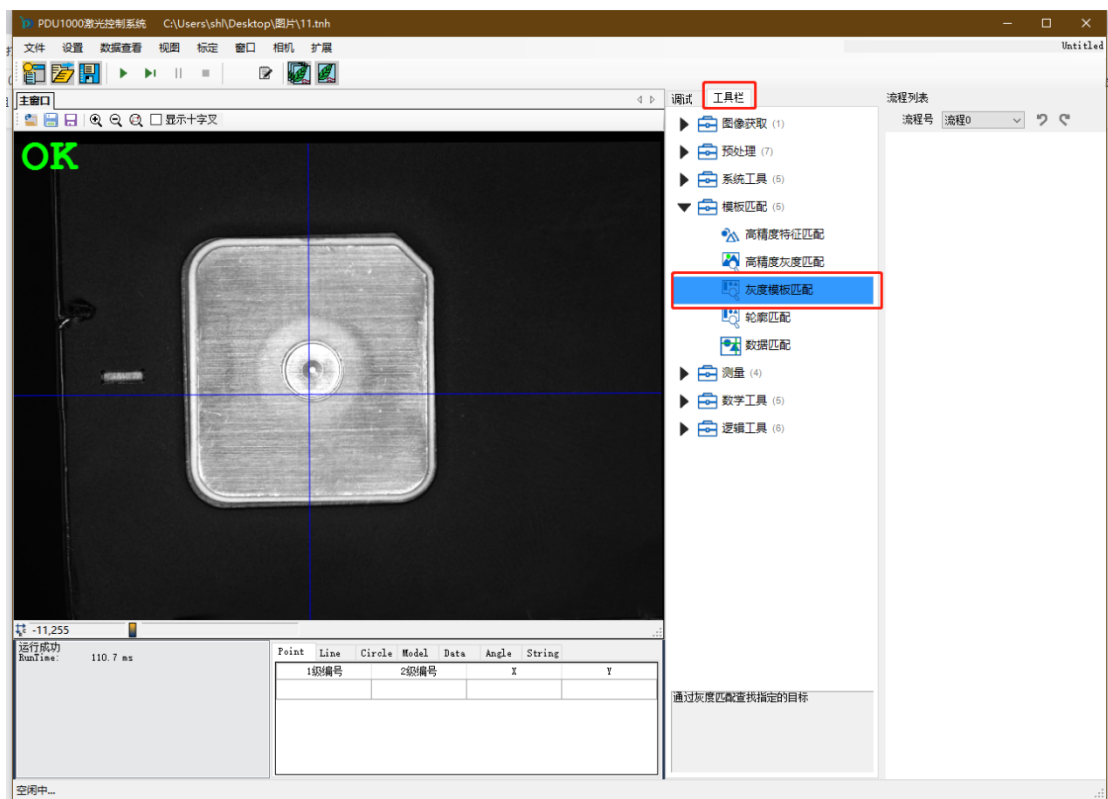 PDU1000激光控制系统 C:\Users\shl\Desktop\图片\11.tnh
文件 设置 数据查看 视图 标定 窗口 相机 扩展
Untitled
主窗口
显示十字叉
OK
-11,255
运行成功
RunTime: 110.7 ms
Point Line Circle Model Data Angle String
1级编号 2级编号 X Y
调试 工具栏
图像获取 (1)
预处理 (7)
系统工具 (5)
模板匹配 (5)
高精度特征匹配
高精度灰度匹配
灰度模板匹配
轮廓匹配
数据匹配
测量 (4)
数学工具 (5)
逻辑工具 (6)
通过灰度匹配查找指定的目标
流程列表
流程号 流程0
空闲中...